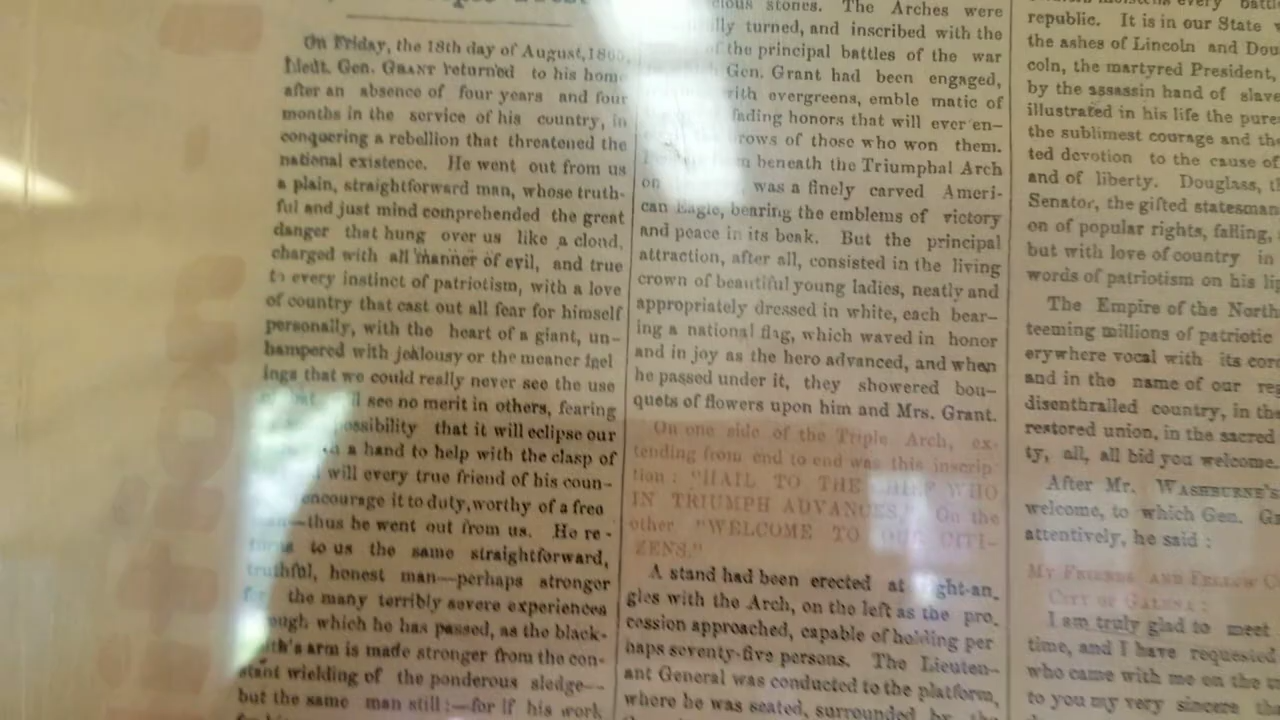 On Friday, the 18th day of August, 1865,
Lieut. Gen. GRANT returned to his home
after an absence of four years and four
months in the service of his country, in
conquering a rebellion that threatened the
national existence. He went out from us
a plain, straightforward man, whose truth-
ful and just mind comprehended the great
danger that hung over us like a cloud,
charged with all manner of evil, and true
to every instinct of patriotism, with a love
of country that cast out all fear for himself
personally, with the heart of a giant, un-
hampered with jealousy or the meaner feel
ings that we could really never see the use
see no merit in others, fearing
possibility that it will eclipse our
a hand to help with the clasp of
will every true friend of his coun-
encourage it to duty, worthy of a free
—thus he went out from us. He re-
to us the same straightforward,
truthful, honest man—perhaps stronger
the many terribly severe experiences
ough which he has passed, as the black-
th's arm is made stronger from the con-
stant wielding of the ponderous sledge--
but the same man still:—for if his work
stones. The Arches were
lly turned, and inscribed with the
of the principal battles of the war
Gen. Grant had been engaged,
with evergreens, emble matic of
fading honors that will ever en-
rows of those who won them.
beneath the Triumphal Arch
on was a finely carved Ameri-
can Eagle, bearing the emblems of victory
and peace in its beak. But the principal
attraction, after all, consisted in the living
crown of beautiful young ladies, neatly and
appropriately dressed in white, each bear-
ing a national flag, which waved in honor
and in joy as the hero advanced, and when
he passed under it, they showered bou-
quets of flowers upon him and Mrs. Grant.
On one side of the Triple Arch, ex-
tending from end to end was this inscrip
tion: "HAIL TO THE CHIEF WHO
IN TRIUMPH ADVANCES," On the
other, "WELCOME TO OUR CITI-
ZENS."
A stand had been erected at ght-an-
gles with the Arch, on the left as the pro-
cession approached, capable of holding per
haps seventy-five persons. The Lieuten-
ant General was conducted to the platform,
where he was seated, surrounded by the
every
republic. It is in our State
the ashes of Lincoln and Dou
coln, the martyred President,
by the assassin hand of slave
illustrated in his life the pure
the sublimest courage and the
ted devotion to the cause of
and of liberty. Douglass, th
Senator, the gifted statesman
on of popular rights, falling,
but with love of country in
words of patriotism on his lip
The Empire of the North
teeming millions of patriotic
erywhere vocal with its cor
and in the name of our re
disenthralled country, in the
restored union, in the sacred
ty, all, all bid you welcome.
After Mr. WASHBURNE'S
welcome, to which Gen. Gr
attentively, he said:
MY FRIENDS AND FELLOW C
CITY OF GALENA:
I am truly glad to meet
time, and I have requested
who came with me on the
to you my very sincere tha